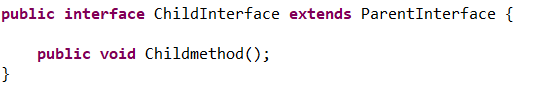 public interface ChildInterface extends ParentInterface {
public void Childmethod();
}